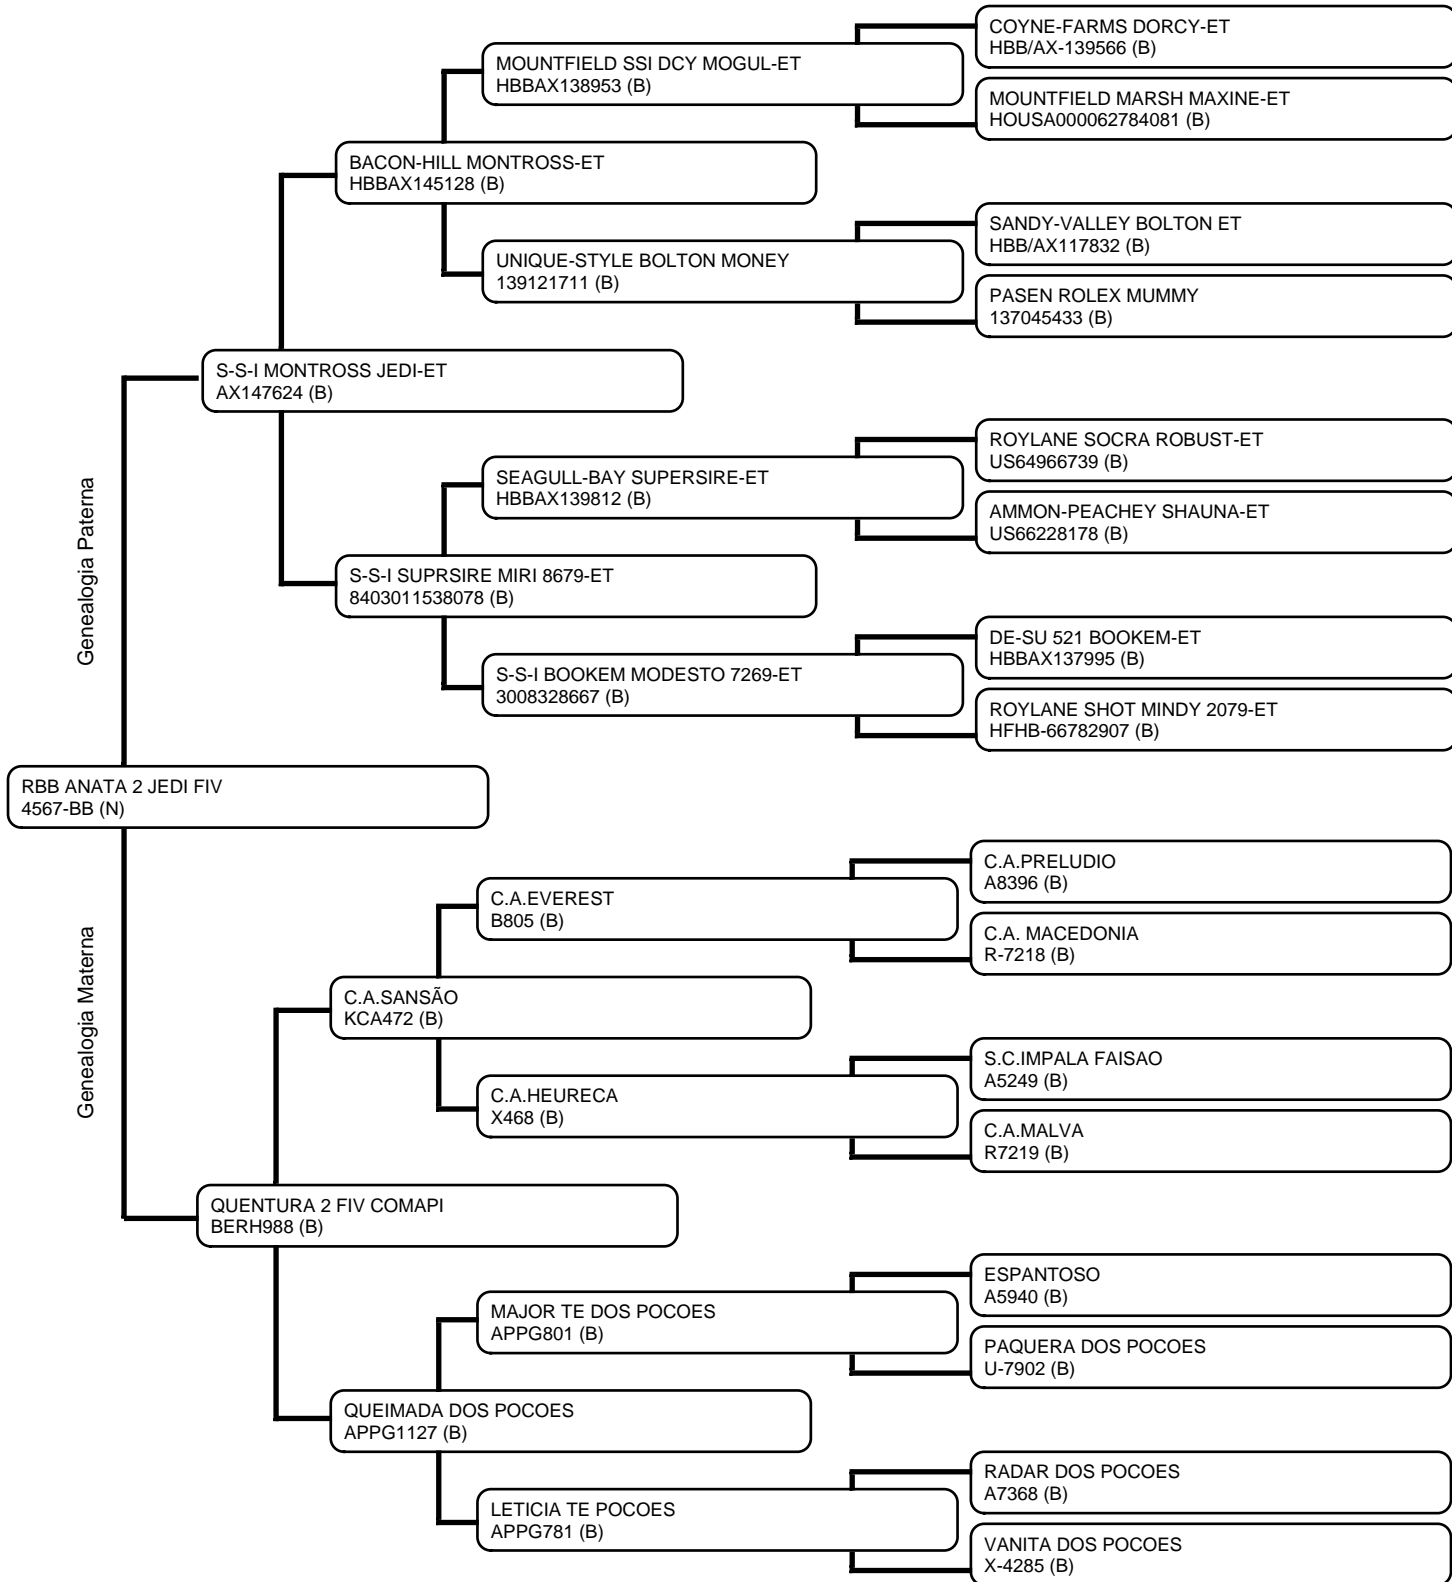 COYNE-FARMS DORCY-ET
HBB/AX-139566 (B)
MOUNTFIELD SSI DCY MOGUL-ET
HBBAX138953 (B)
MOUNTFIELD MARSH MAXINE-ET
HOUSA000062784081 (B)
BACON-HILL MONTROSS-ET
HBBAX145128 (B)
SANDY-VALLEY BOLTON ET
HBB/AX117832 (B)
UNIQUE-STYLE BOLTON MONEY
139121711 (B)
PASEN ROLEX MUMMY
137045433 (B)
S-S-I MONTROSS JEDI-ET
AX147624 (B)
ROYLANE SOCRA ROBUST-ET
US64966739 (B)
SEAGULL-BAY SUPERSIRE-ET
HBBAX139812 (B)
AMMON-PEACHEY SHAUNA-ET
US66228178 (B)
Genealogia Paterna
S-S-I SUPRSIRE MIRI 8679-ET
8403011538078 (B)
DE-SU 521 BOOKEM-ET
HBBAX137995 (B)
S-S-I BOOKEM MODESTO 7269-ET
3008328667 (B)
ROYLANE SHOT MINDY 2079-ET
HFHB-66782907 (B)
RBB ANATA 2 JEDI FIV
4567-BB (N)
C.A.PRELUDIO
A8396 (B)
C.A.EVEREST
B805 (B)
C.A. MACEDONIA
R-7218 (B)
Genealogia Materna
C.A.SANSÃO
KCA472 (B)
S.C.IMPALA FAISAO
A5249 (B)
C.A.HEURECA
X468 (B)
C.A.MALVA
R7219 (B)
QUENTURA 2 FIV COMAPI
BERH988 (B)
ESPANTOSO
A5940 (B)
MAJOR TE DOS POCOES
APPG801 (B)
PAQUERA DOS POCOES
U-7902 (B)
QUEIMADA DOS POCOES
APPG1127 (B)
RADAR DOS POCOES
A7368 (B)
LETICIA TE POCOES
APPG781 (B)
VANITA DOS POCOES
X-4285 (B)